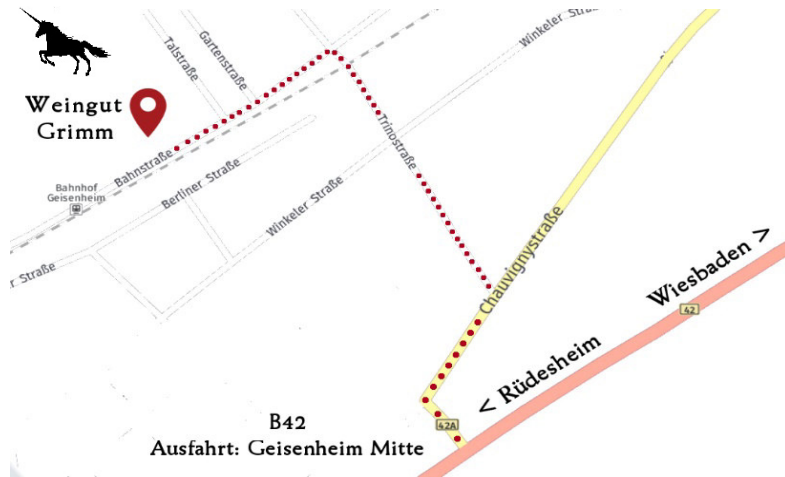 Weingut
Grimm
Talstraße
Gartenstraße
Winkeler Straß
Bahnstraße
Trinostraße
Bahnhof
Geisenheim
Berliner Straße
Winkeler Straße
er Straße
Chauvignystraße
Wiesbaden >
42
< Rüdesheim
42A
B42
Ausfahrt: Geisenheim Mitte